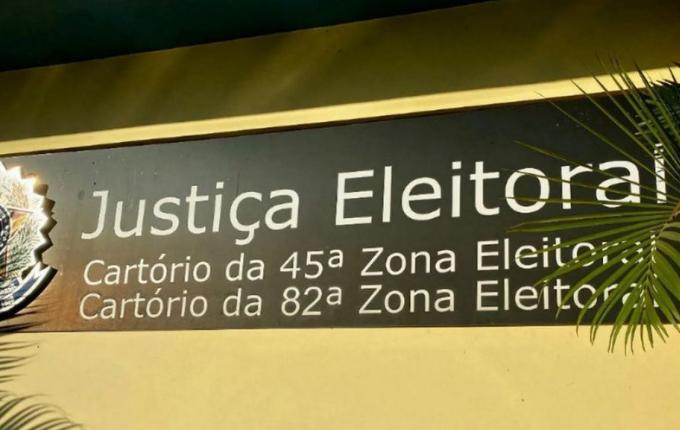 Justiça Eleitoral
Cartório da 45ª Zona Eleitoral
Cartório da 82ª Zona Eleitoral